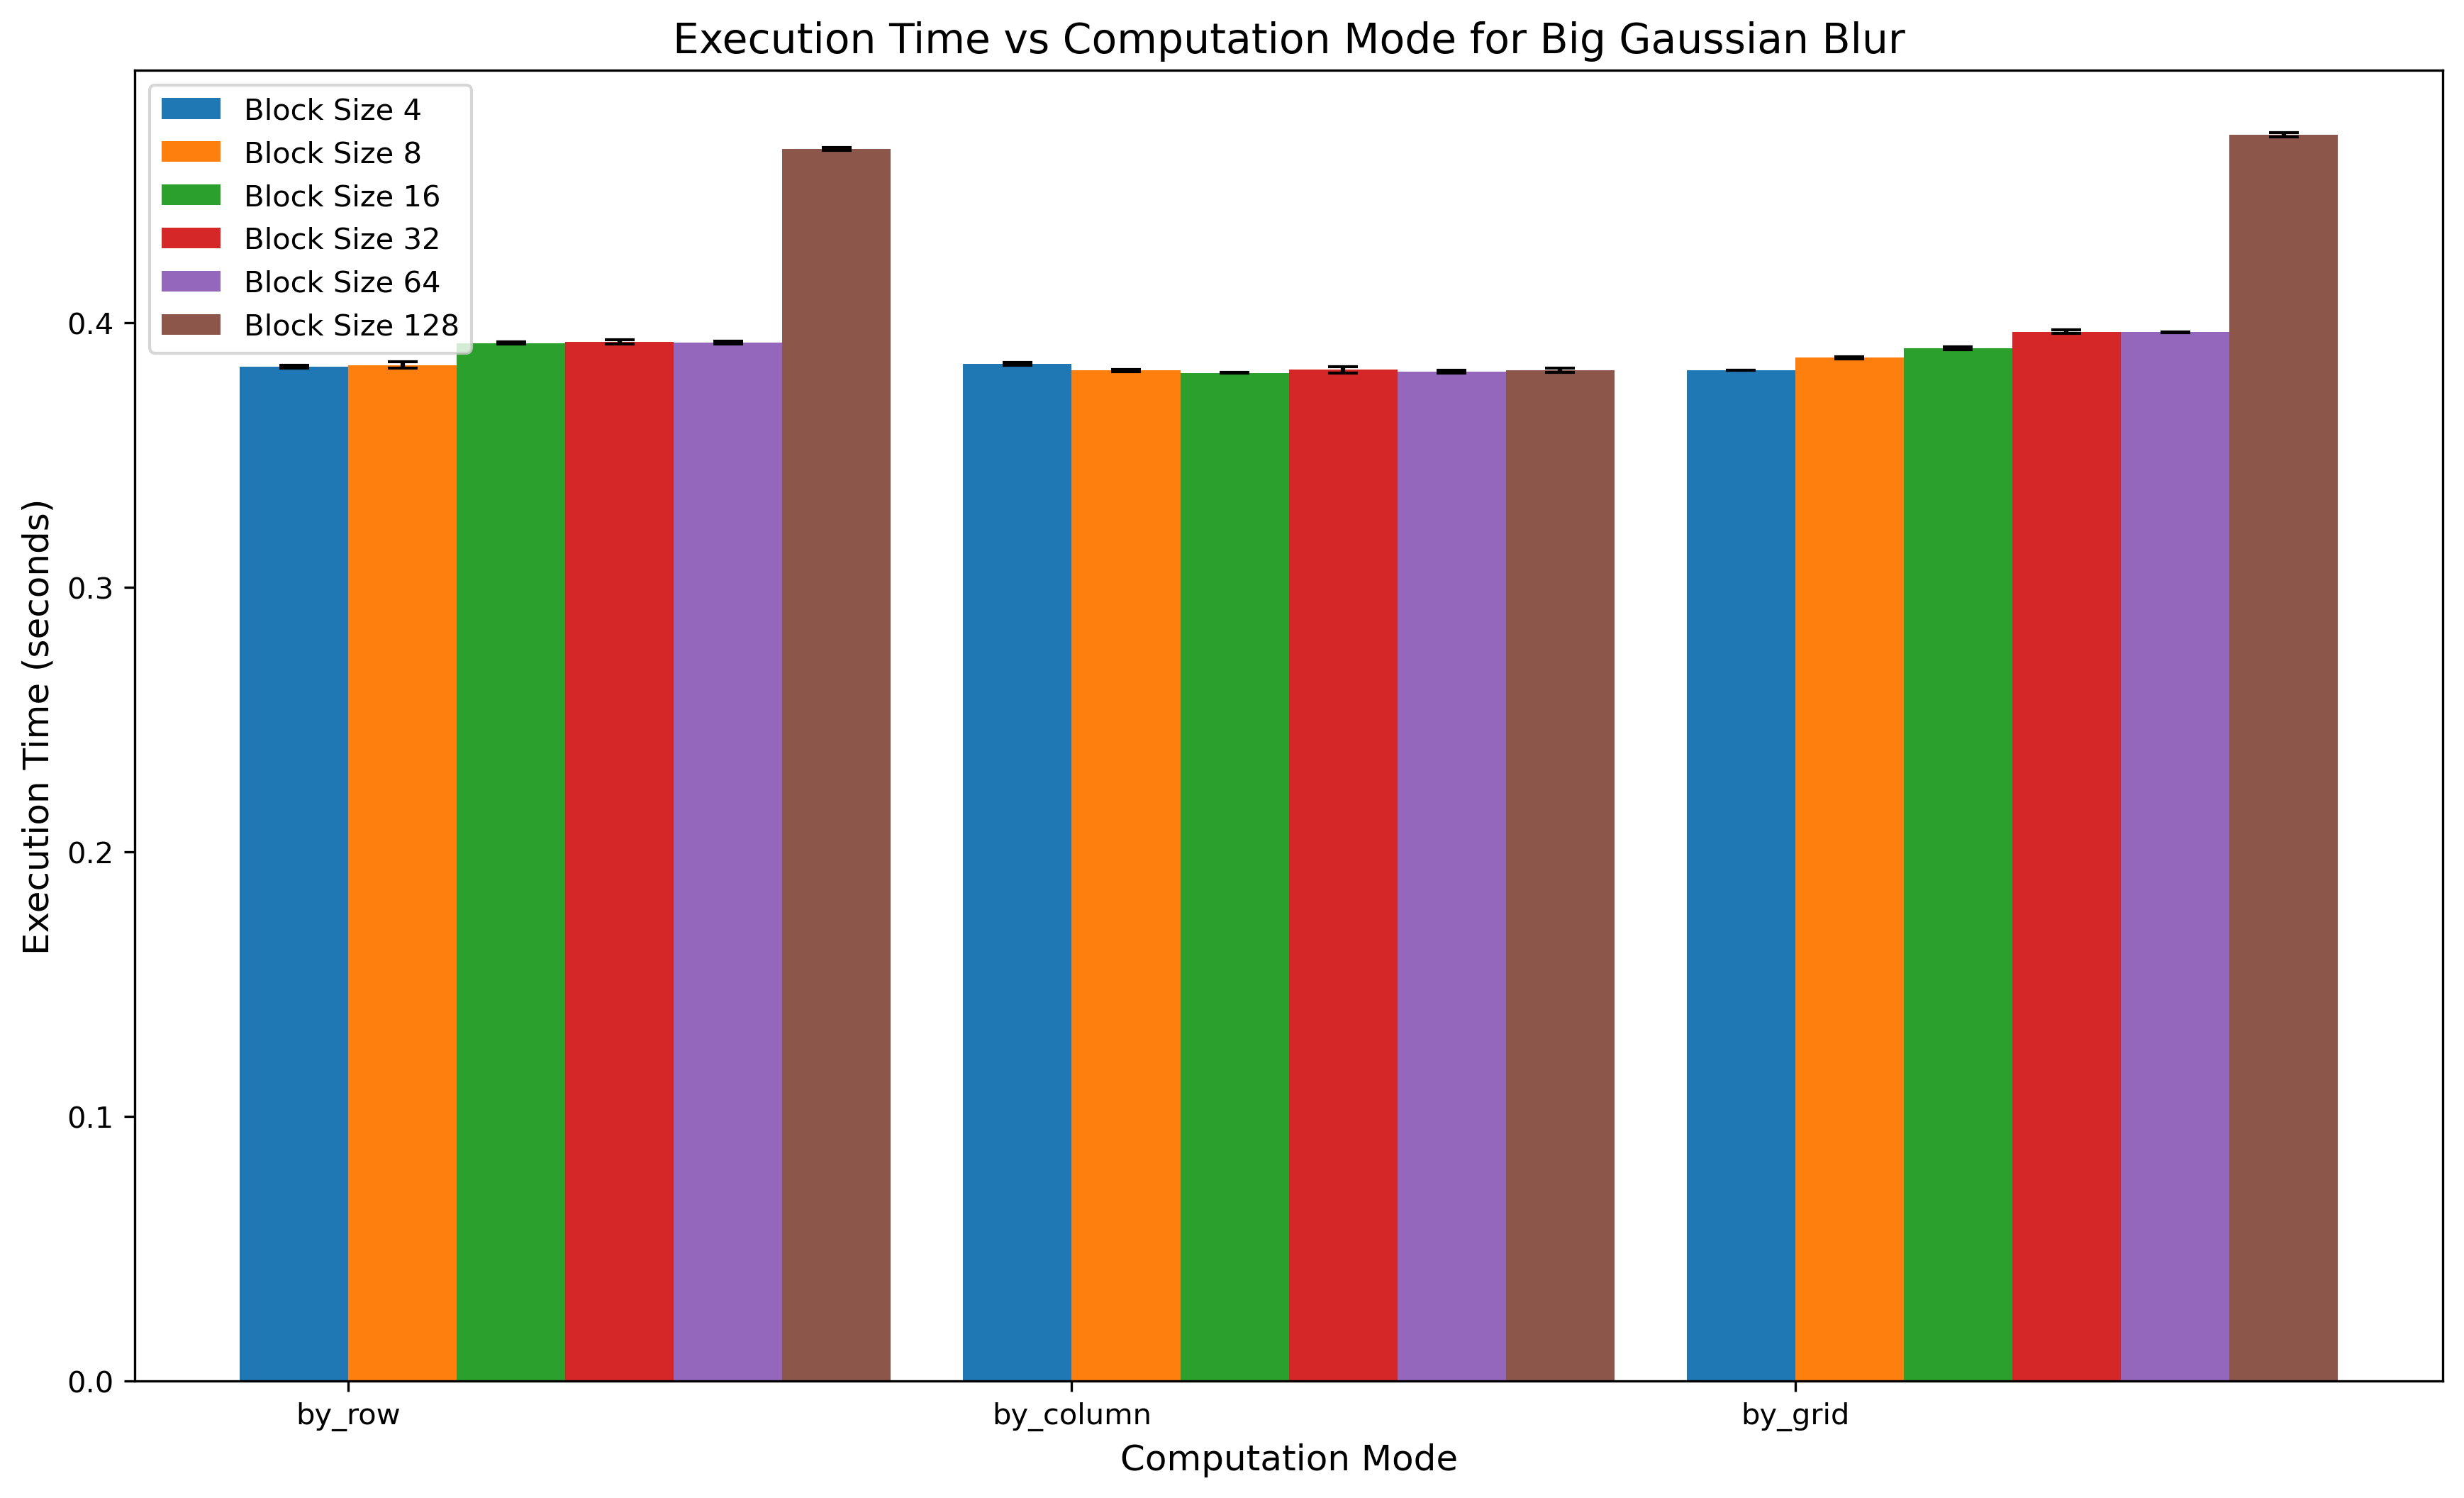 Execution Time vs Computation Mode for Big Gaussian Blur
Block Size 4
Block Size 8
Block Size 16
Block Size 32
Block Size 64
Block Size 128
Execution Time (seconds)
0.4
0.3
0.2
0.1
0.0
by_row by_column by_grid
Computation Mode